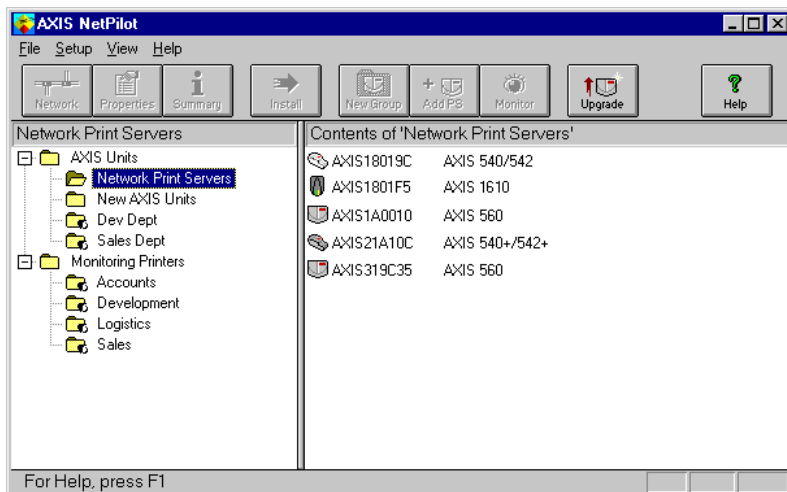 AXIS NetPilot
File Setup View Help
Network Properties Summary Install New Group Add PS Monitor Upgrade Help
Network Print Servers
Contents of 'Network Print Servers'
AXIS Units
Network Print Servers
New AXIS Units
Dev Dept
Sales Dept
Monitoring Printers
Accounts
Development
Logistics
Sales
AXIS18019C AXIS 540/542
AXIS1801F5 AXIS 1610
AXIS1A0010 AXIS 560
AXIS21A10C AXIS 540+/542+
AXIS319C35 AXIS 560
For Help, press F1